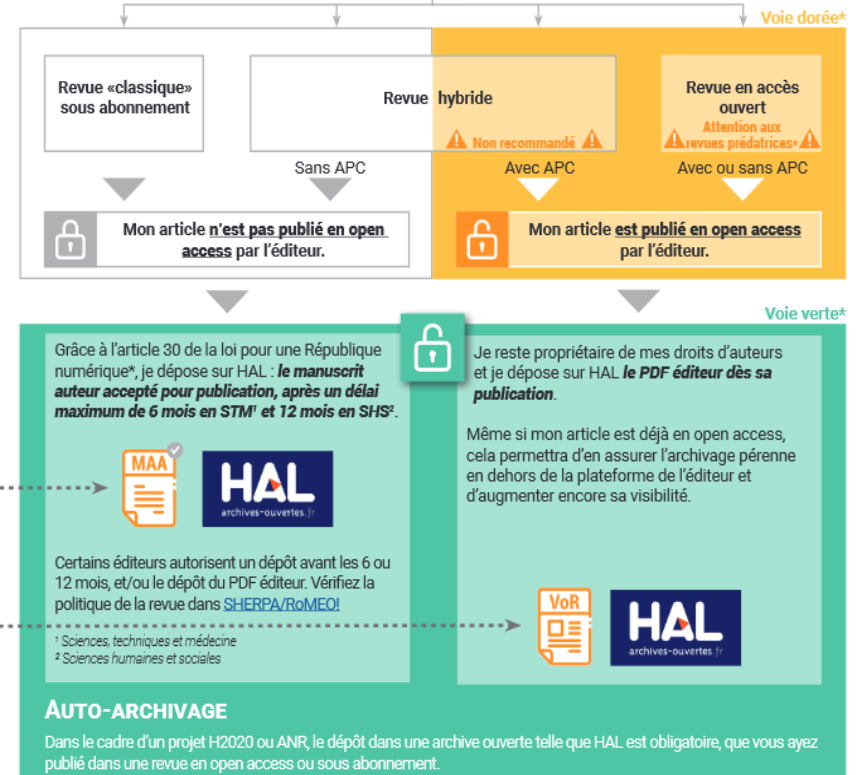 Voie dorée*
Revue «classique»
sous abonnement
Revue hybride
Non recommandé
Revue en accès
ouvert
Attention aux
revues prédatrices*
Sans APC
Avec APC
Avec ou sans APC
Mon article n'est pas publié en open
access par l'éditeur.
Mon article est publié en open access
par l'éditeur.
Voie verte*
Grâce à l'article 30 de la loi pour une République
numérique*, je dépose sur HAL : le manuscrit
auteur accepté pour publication, après un délai
maximum de 6 mois en STM¹ et 12 mois en SHS².
MAA
HAL
archives-ouvertes.fr
Certains éditeurs autorisent un dépôt avant les 6 ou
12 mois, et/ou le dépôt du PDF éditeur. Vérifiez la
politique de la revue dans SHERPA/RoMEO!
¹ Sciences, techniques et médecine
² Sciences humaines et sociales
Je reste propriétaire de mes droits d'auteurs
et je dépose sur HAL le PDF éditeur dès sa
publication.
Même si mon article est déjà en open access,
cela permettra d'en assurer l'archivage pérenne
en dehors de la plateforme de l'éditeur et
d'augmenter encore sa visibilité.
VoR
HAL
archives-ouvertes.fr
AUTO-ARCHIVAGE
Dans le cadre d'un projet H2020 ou ANR, le dépôt dans une archive ouverte telle que HAL est obligatoire, que vous ayez
publié dans une revue en open access ou sous abonnement.